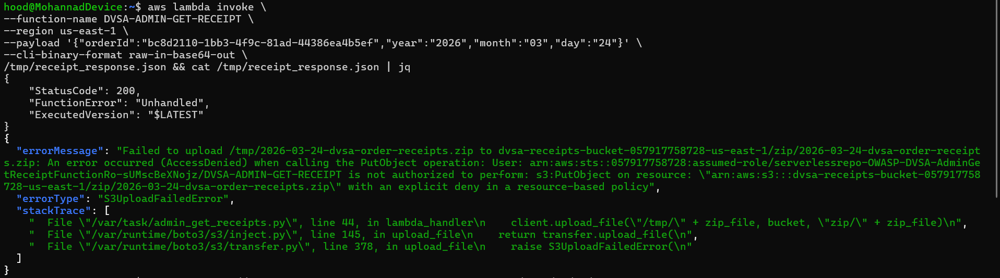 hood@MohannadDevice:~$ aws lambda invoke \
--function-name DVSA-ADMIN-GET-RECEIPT \
--region us-east-1 \
--payload '{"orderId":"bc8d2110-1bb3-4f9c-81ad-44386ea4b5ef","year":"2026","month":"03","day":"24"}' \
--cli-binary-format raw-in-base64-out \
/tmp/receipt_response.json && cat /tmp/receipt_response.json | jq
{
    "StatusCode": 200,
    "FunctionError": "Unhandled",
    "ExecutedVersion": "$LATEST"
}
{
  "errorMessage": "Failed to upload /tmp/2026-03-24-dvsa-order-receipts.zip to dvsa-receipts-bucket-057917758728-us-east-1/zip/2026-03-24-dvsa-order-receipt
s.zip: An error occurred (AccessDenied) when calling the PutObject operation: User: arn:aws:sts::057917758728:assumed-role/serverlessrepo-OWASP-DVSA-AdminGe
tReceiptFunctionRo-sUMscBeXNojz/DVSA-ADMIN-GET-RECEIPT is not authorized to perform: s3:PutObject on resource: \"arn:aws:s3:::dvsa-receipts-bucket-057917758
728-us-east-1/zip/2026-03-24-dvsa-order-receipts.zip\" with an explicit deny in a resource-based policy",
  "errorType": "S3UploadFailedError",
  "stackTrace": [
    "  File \"/var/task/admin_get_receipts.py\", line 44, in lambda_handler\n    client.upload_file(\"/tmp/\" + zip_file, bucket, \"zip/\" + zip_file)\n",
    "  File \"/var/runtime/boto3/s3/inject.py\", line 145, in upload_file\n    return transfer.upload_file(\n",
    "  File \"/var/runtime/boto3/s3/transfer.py\", line 378, in upload_file\n    raise S3UploadFailedError(\n"
  ]
}